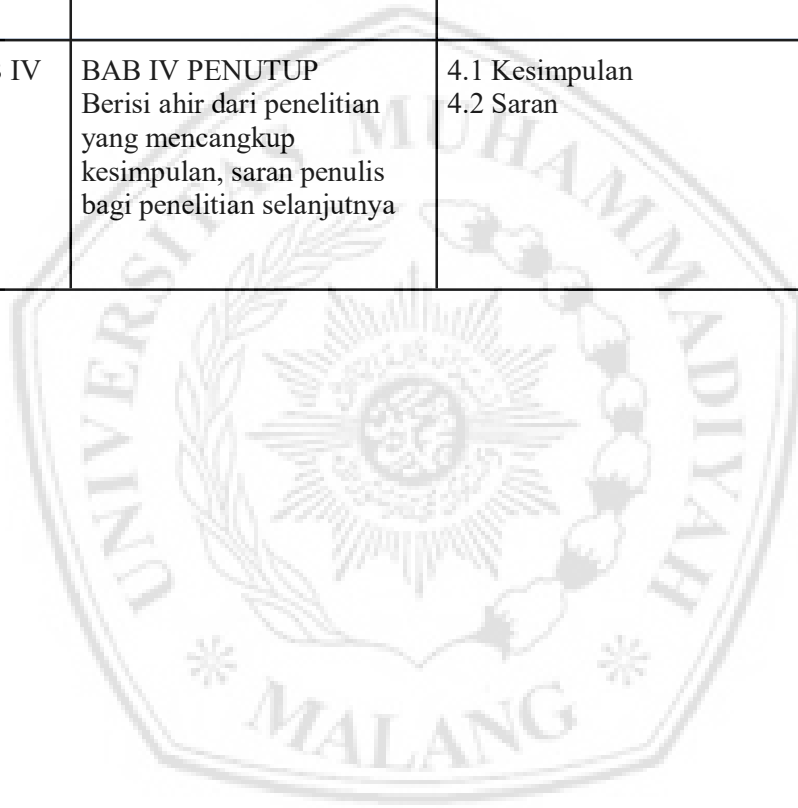 IV
BAB IV PENUTUP
Berisi ahir dari penelitian
yang mencangkup
kesimpulan, saran penulis
bagi penelitian selanjutnya
4.1 Kesimpulan
4.2 Saran
UNIVERSITAS MUHAMMADIYAH
MALANG